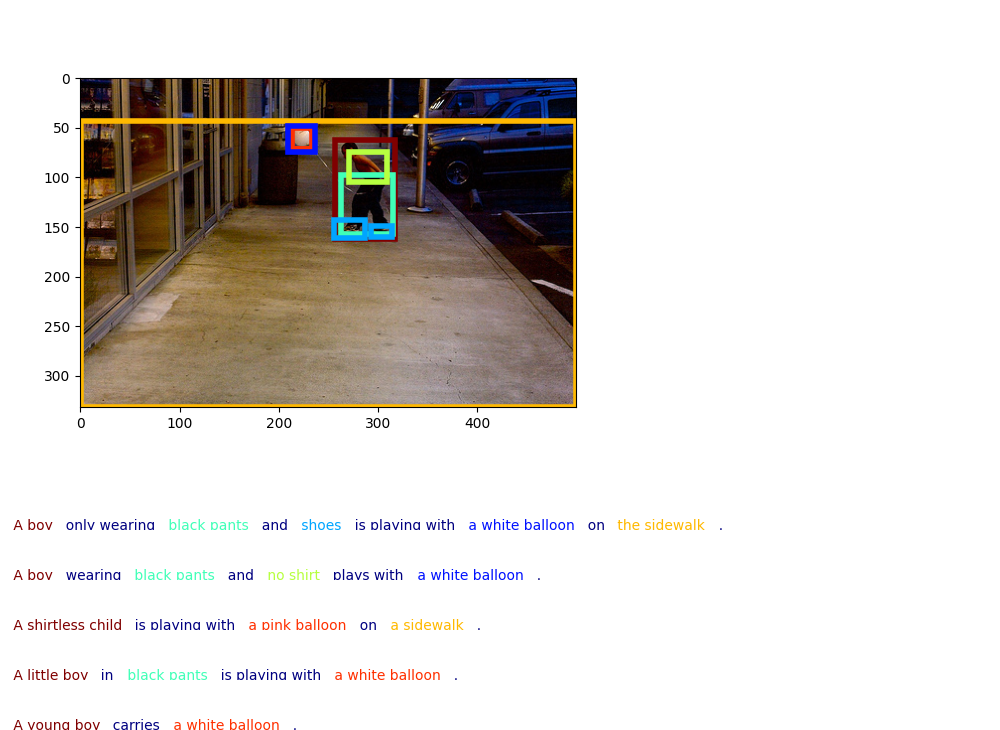 0
50
100
150
200
250
300
0 100 200 300 400
A boy only wearing black pants and shoes is playing with a white balloon on the sidewalk .
A boy wearing black pants and no shirt plays with a white balloon .
A shirtless child is playing with a pink balloon on a sidewalk .
A little boy in black pants is playing with a white balloon .
A young boy carries a white balloon .